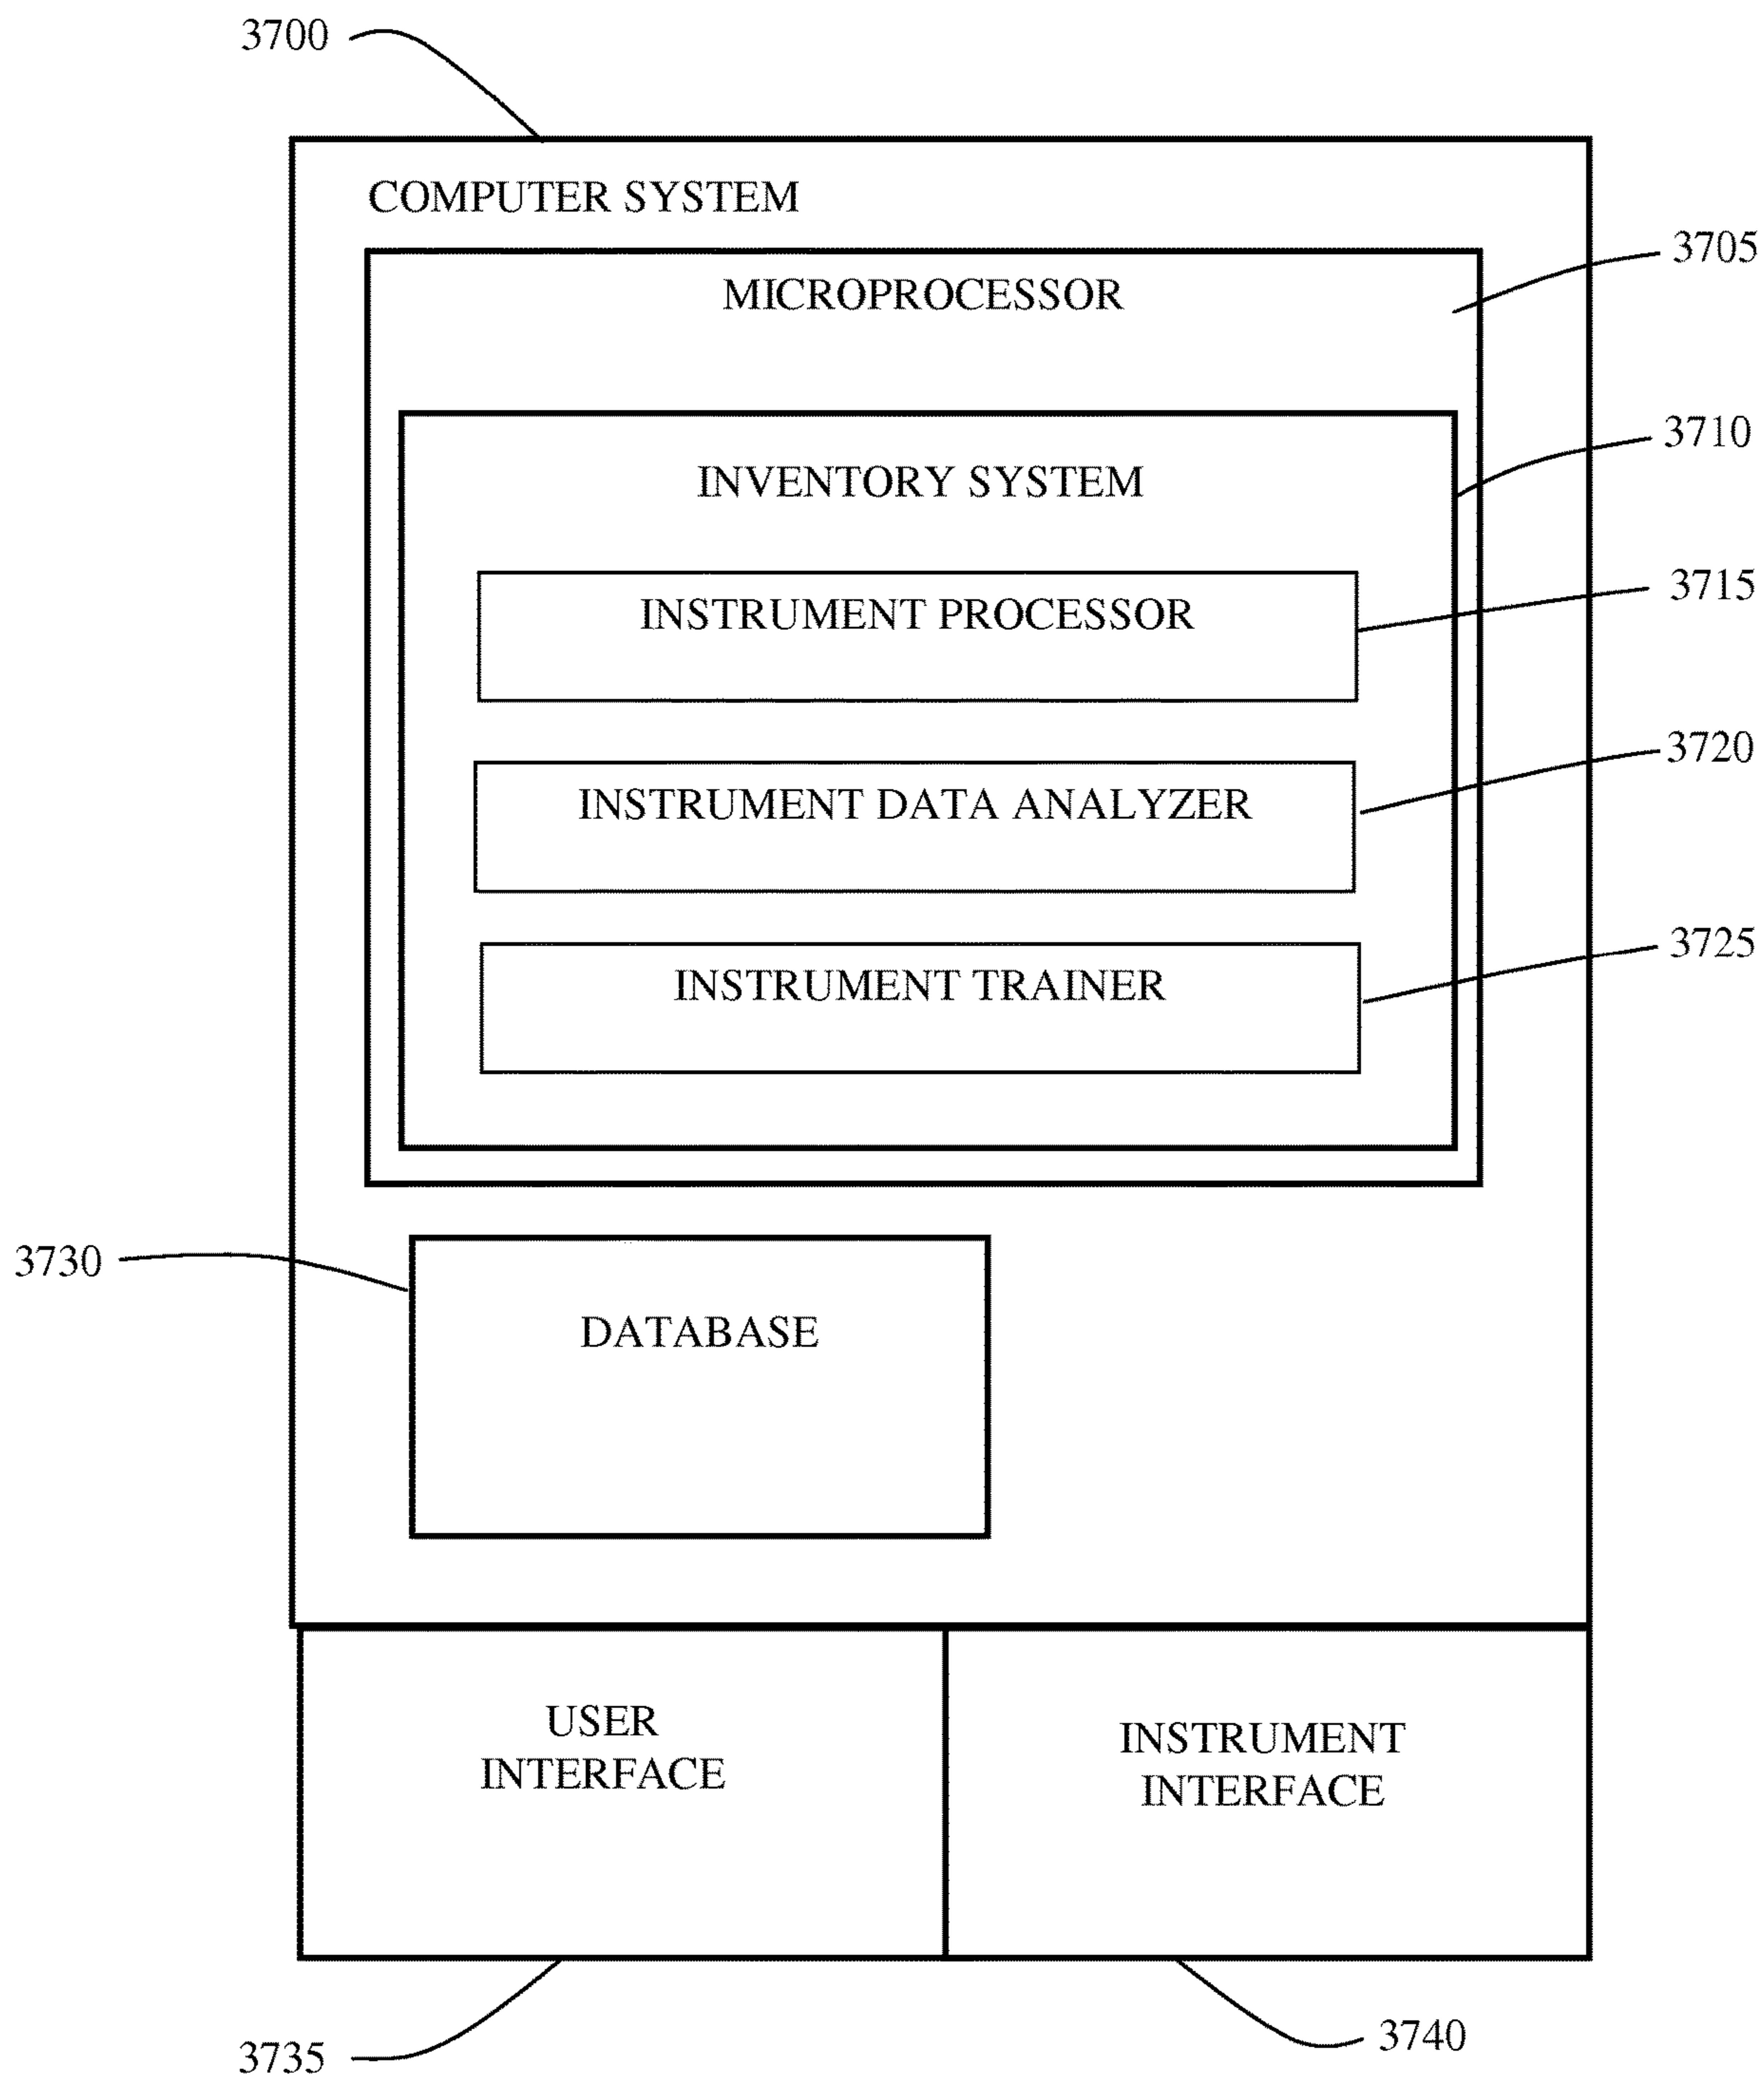 3700
COMPUTER SYSTEM
3705
MICROPROCESSOR
3710
INVENTORY SYSTEM
3715
INSTRUMENT PROCESSOR
3720
INSTRUMENT DATA ANALYZER
3725
INSTRUMENT TRAINER
3730
DATABASE
USER
INTERFACE
INSTRUMENT
INTERFACE
3735
3740